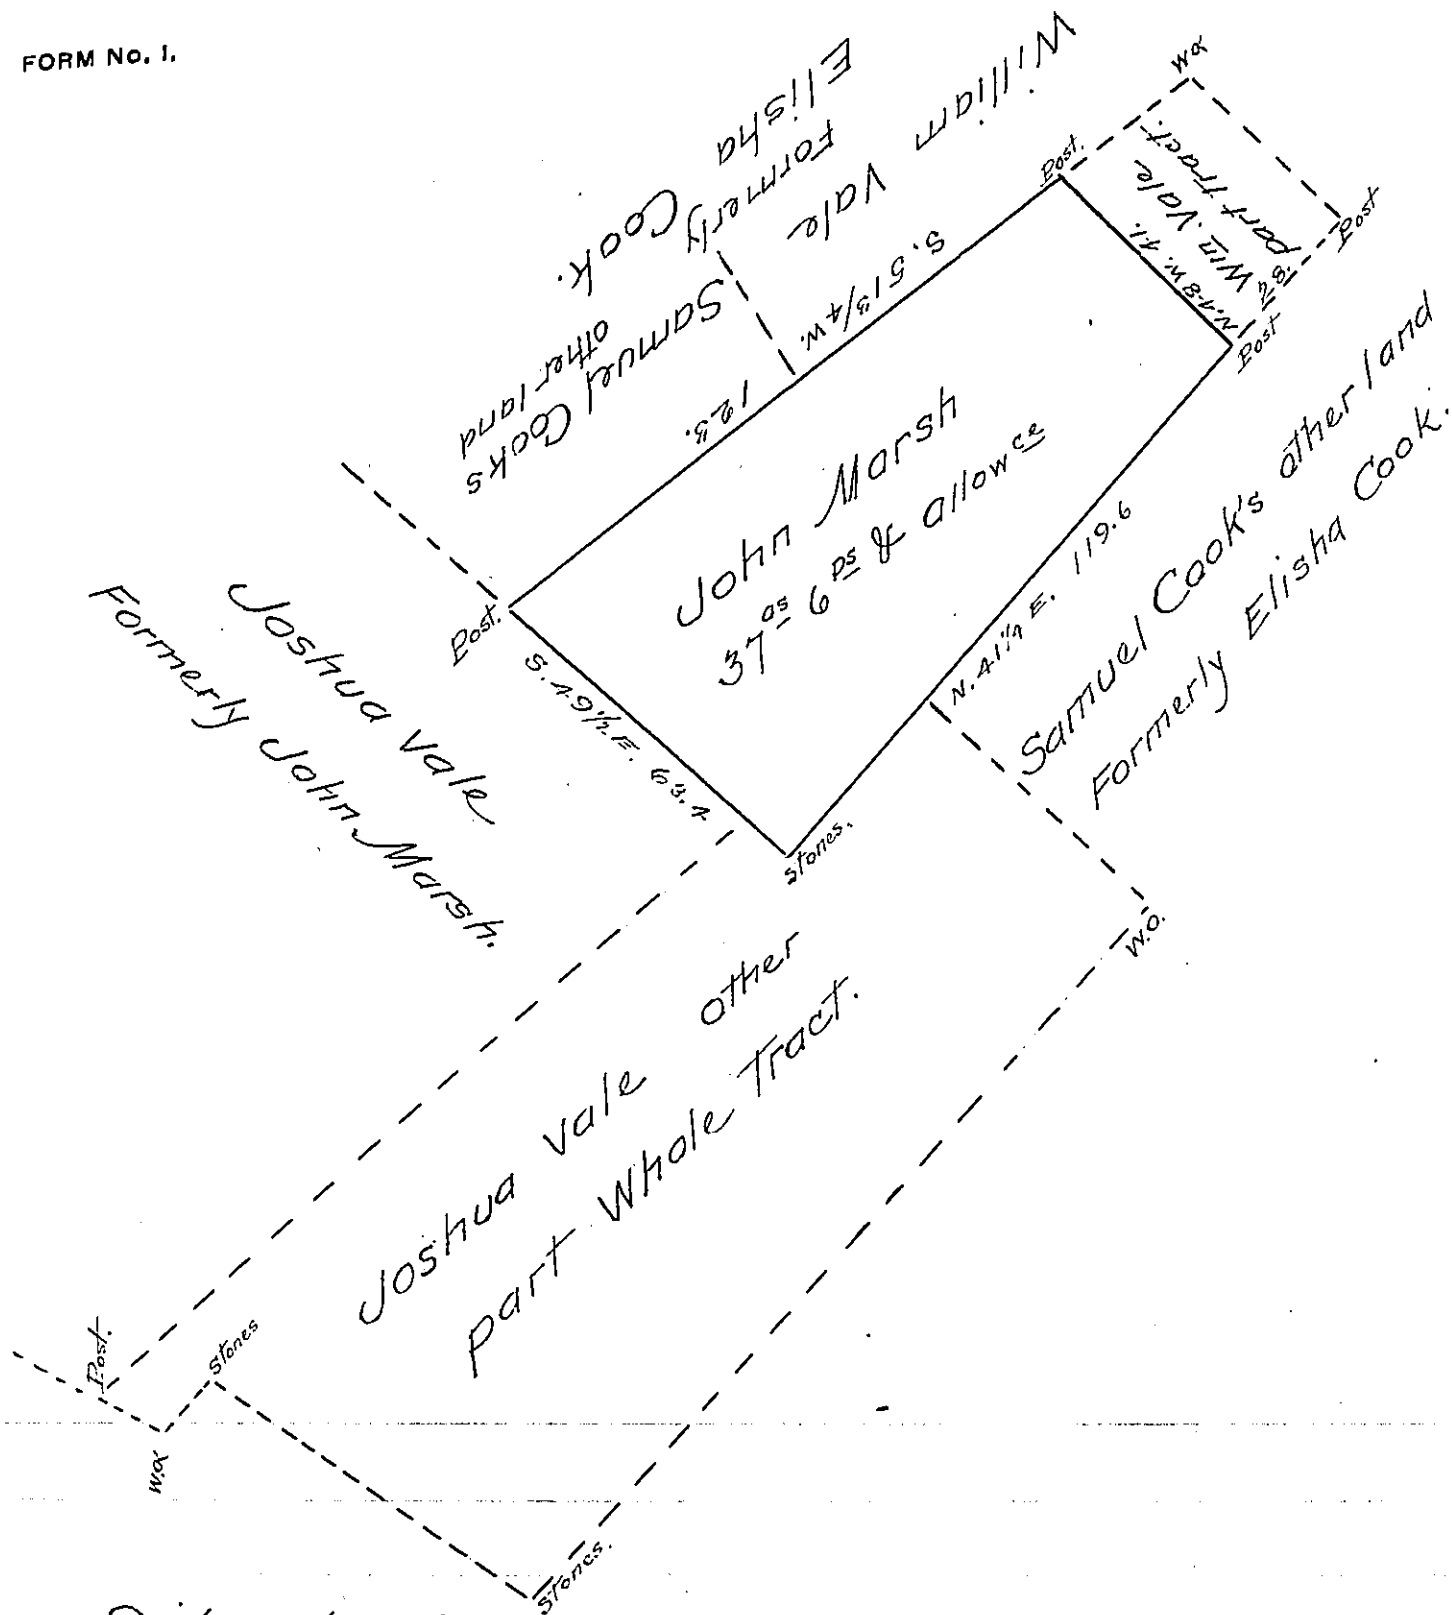 FORM No. 1.
William Vale
Formerly
Elisha Cook.
Samuel Cooks
other land
Wm. Vale
part Tract.
Post.
Post
Post
28.
S. 51 3/4 W.
123.
John Marsh
37 as 6 ps & allow ce
N. 41 1/4 E. 119.6
Samuel Cook's other land
Formerly Elisha Cook.
Post.
S. 49 1/2 E. 63.4
Joshua Vale
Formerly John Marsh.
Stones.
W.O.
Joshua Vale other
part Whole Tract.
Post.
Stones
Stones.